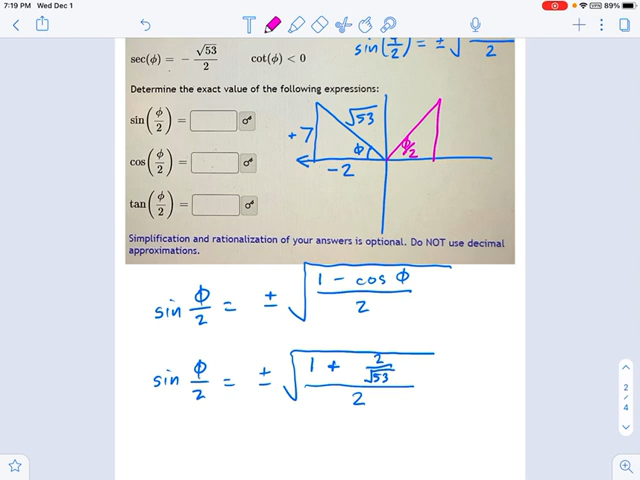 7:19 PM Wed Dec 1
89%
sin(φ/2) = ±√ 2
sec(φ) = − √53/2 cot(φ) < 0
Determine the exact value of the following expressions:
sin(φ/2) =
cos(φ/2) =
tan(φ/2) =
+7
√53
φ
−2
φ/2
Simplification and rationalization of your answers is optional. Do NOT use decimal
approximations.
sin φ/2 = ± √((1 − cos φ)/2)
sin φ/2 = ± √((1 + 2/√53)/2)
2/4